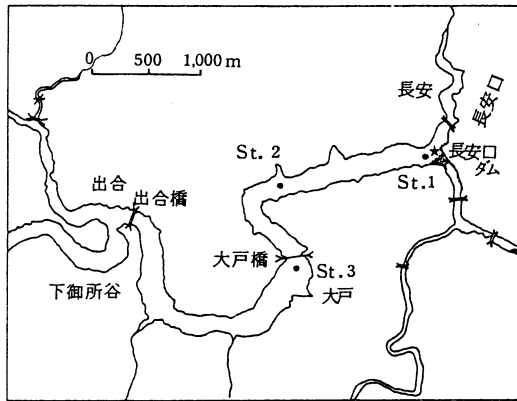 0 500 1,000m
長安
長安口
St.2
長安口
ダム
St.1
出合
出合橋
大戸橋
St.3
下御所谷
大戸